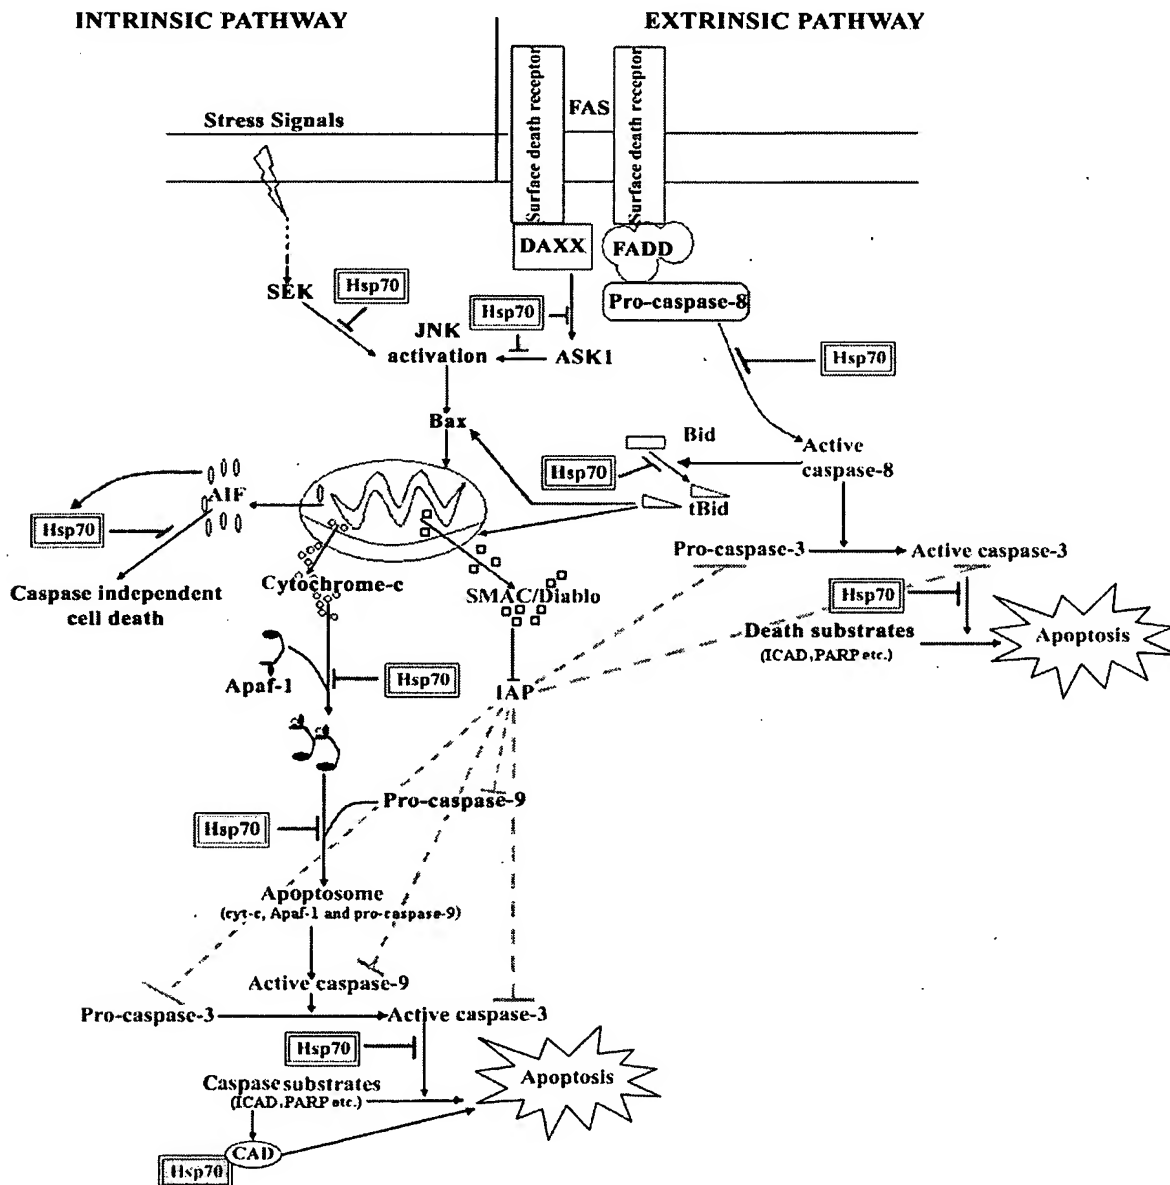 INTRINSIC PATHWAY
EXTRINSIC PATHWAY
Surface death receptor
FAS
Surface death receptor
Stress Signals
DAXX
FADD
SEK
Hsp70
Pro-caspase-8
Hsp70
JNK
activation
ASK1
Hsp70
Bax
Bid
Active
caspase-8
Hsp70
AIF
tBid
Hsp70
Pro-caspase-3
Active caspase-3
Cytochrome-c
Caspase independent
cell death
SMAC/Diablo
Hsp70
Death substrates
(ICAD, PARP etc.)
Apoptosis
Apaf-1
Hsp70
IAP
Pro-caspase-9
Hsp70
Apoptosome
(cyt-c, Apaf-1 and pro-caspase-9)
Active caspase-9
Pro-caspase-3
Active caspase-3
Hsp70
Caspase substrates
(ICAD, PARP etc.)
Apoptosis
CAD
Hsp70